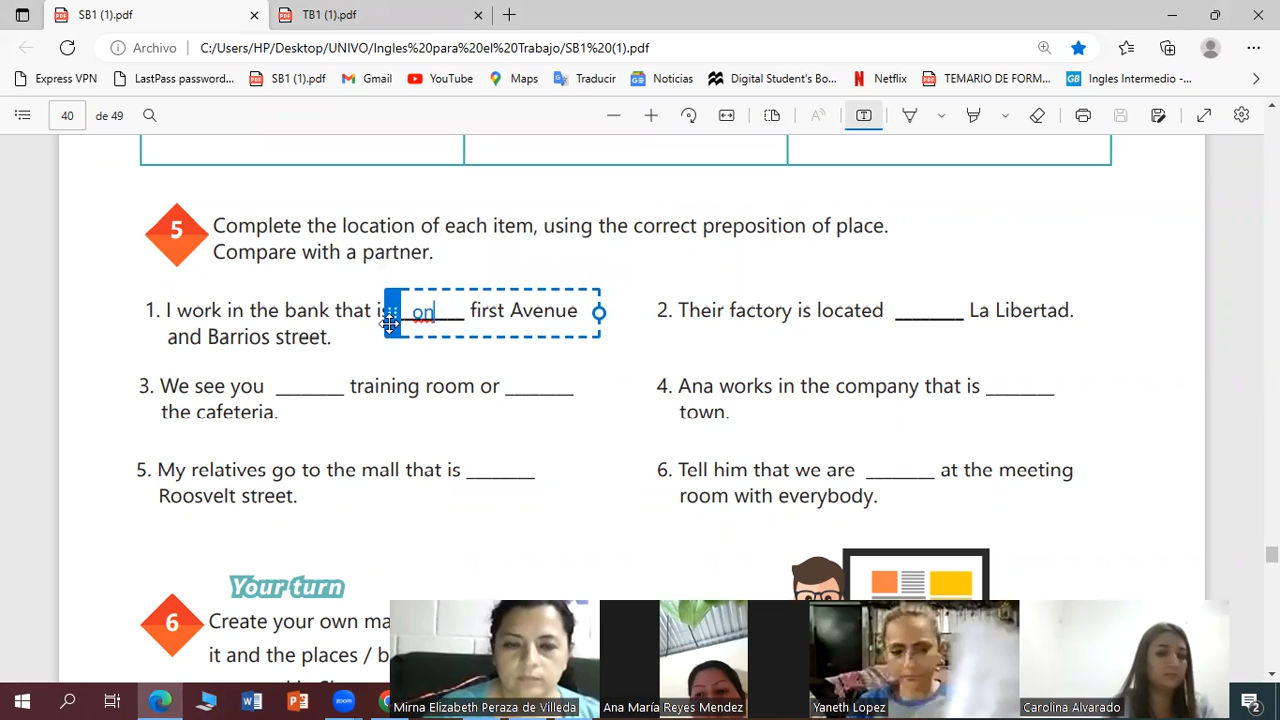 SB1 (1).pdf
TB1 (1).pdf
Archivo
C:/Users/HP/Desktop/UNIVO/Ingles%20para%20el%20Trabajo/SB1%20(1).pdf
Express VPN
LastPass password...
SB1 (1).pdf
Gmail
YouTube
Maps
Traducir
Noticias
Digital Student's Bo...
Netflix
TEMARIO DE FORM...
Ingles Intermedio -...
40 de 49
5
Complete the location of each item, using the correct preposition of place.
Compare with a partner.
1. I work in the bank that is on first Avenue
and Barrios street.
2. Their factory is located ________ La Libertad.
3. We see you ________ training room or ________
the cafeteria.
4. Ana works in the company that is ________
town.
5. My relatives go to the mall that is ________
Roosvelt street.
6. Tell him that we are ________ at the meeting
room with everybody.
Your turn
6
Create your own ma
it and the places / b
Mirna Elizabeth Peraza de Villeda
Ana María Reyes Mendez
Yaneth Lopez
Carolina Alvarado
2